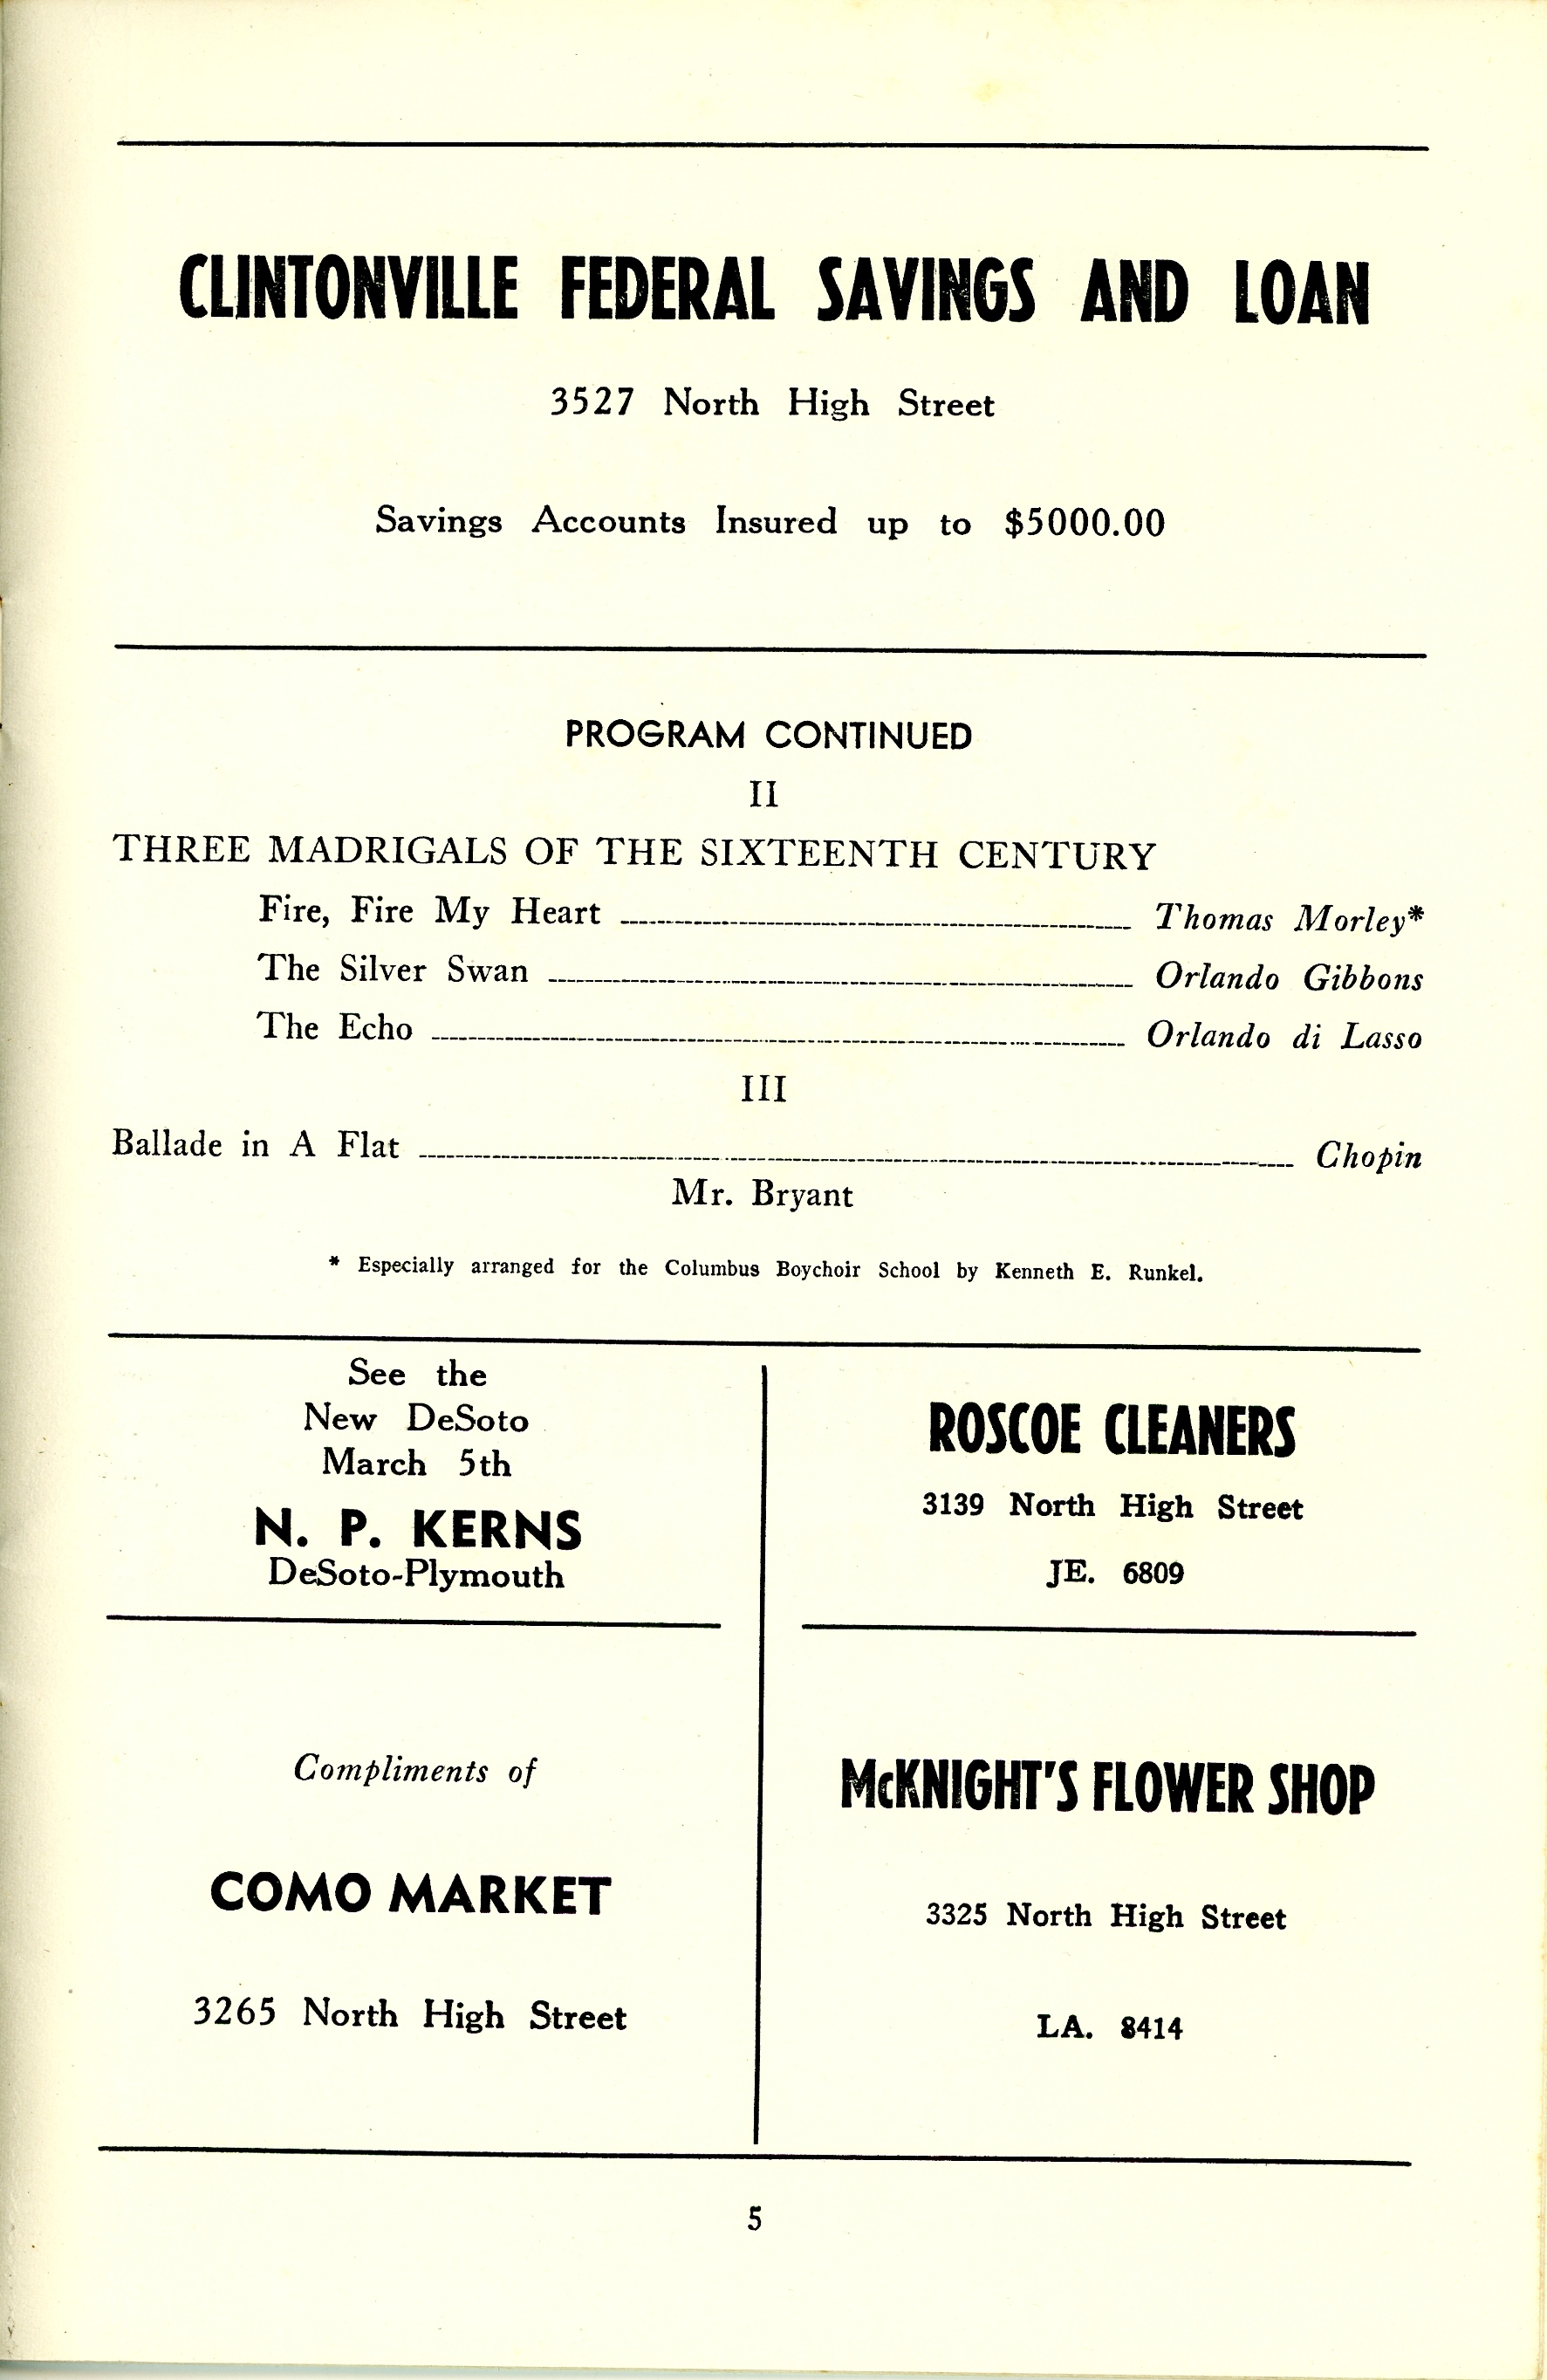 CLINTONVILLE FEDERAL SAVINGS AND LOAN
3527 North High Street
Savings Accounts Insured up to $5000.00
PROGRAM CONTINUED
II
THREE MADRIGALS OF THE SIXTEENTH CENTURY
Fire, Fire My Heart Thomas Morley*
The Silver Swan Orlando Gibbons
The Echo Orlando di Lasso
III
Ballade in A Flat Chopin
Mr. Bryant
* Especially arranged for the Columbus Boychoir School by Kenneth E. Runkel.
See the
New DeSoto
March 5th
N. P. KERNS
DeSoto-Plymouth
ROSCOE CLEANERS
3139 North High Street
JE. 6809
Compliments of
COMO MARKET
3265 North High Street
McKNIGHT'S FLOWER SHOP
3325 North High Street
LA. 8414
5